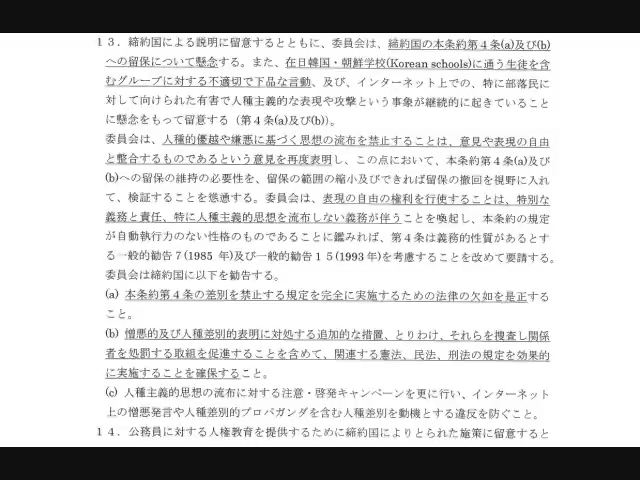 １３．締約国による説明に留意するとともに、委員会は、締約国の本条約第４条(a)及び(b)
への留保について懸念する。また、在日韓国・朝鮮学校(Korean schools)に通う生徒を含
むグループに対する不適切で下品な言動、及び、インターネット上での、特に部落民に
対して向けられた有害で人種主義的な表現や攻撃という事象が継続的に起きていること
に懸念をもって留意する（第４条(a)及び(b)）。
委員会は、人種的優越や嫌悪に基づく思想の流布を禁止することは、意見や表現の自由
と整合するものであるという意見を再度表明し、この点において、本条約第４条(a)及び
(b)への留保の維持の必要性を、留保の範囲の縮小及びできれば留保の撤回を視野に入れ
て、検証することを慫慂する。委員会は、表現の自由の権利を行使することは、特別な
義務と責任、特に人種主義的思想を流布しない義務が伴うことを喚起し、本条約の規定
が自動執行力のない性格のものであることに鑑みれば、第４条は義務的性質があるとす
る一般的勧告７(1985 年)及び一般的勧告１５(1993 年)を考慮することを改めて要請する。
委員会は締約国に以下を勧告する。
(a) 本条約第４条の差別を禁止する規定を完全に実施するための法律の欠如を是正する
こと。
(b) 憎悪的及び人種差別的表明に対処する追加的な措置、とりわけ、それらを捜査し関係
者を処罰する取組を促進することを含めて、関連する憲法、民法、刑法の規定を効果的
に実施することを確保すること。
(c) 人種主義的思想の流布に対する注意・啓発キャンペーンを更に行い、インターネット
上の憎悪発言や人種差別的プロパガンダを含む人種差別を動機とする違反を防ぐこと。
１４．公務員に対する人権教育を提供するために締約国によりとられた施策に留意すると